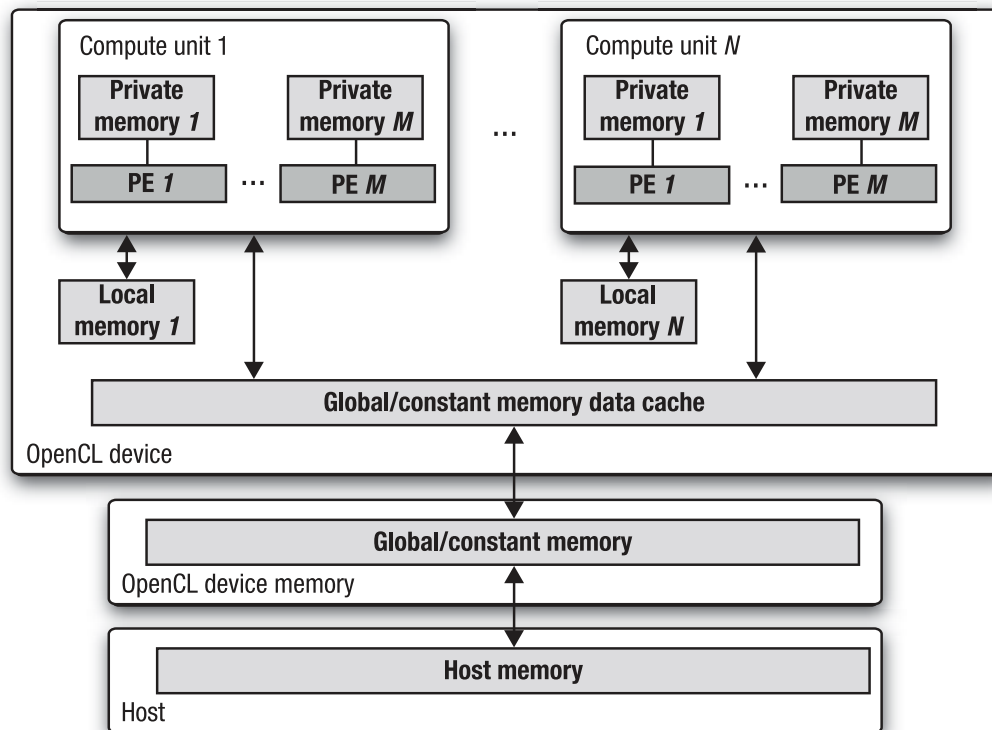 Compute unit 1
Private
memory 1
Private
memory M
PE 1
...
PE M
...
Compute unit N
Private
memory 1
Private
memory M
PE 1
...
PE M
Local
memory 1
Local
memory N
Global/constant memory data cache
OpenCL device
Global/constant memory
OpenCL device memory
Host memory
Host